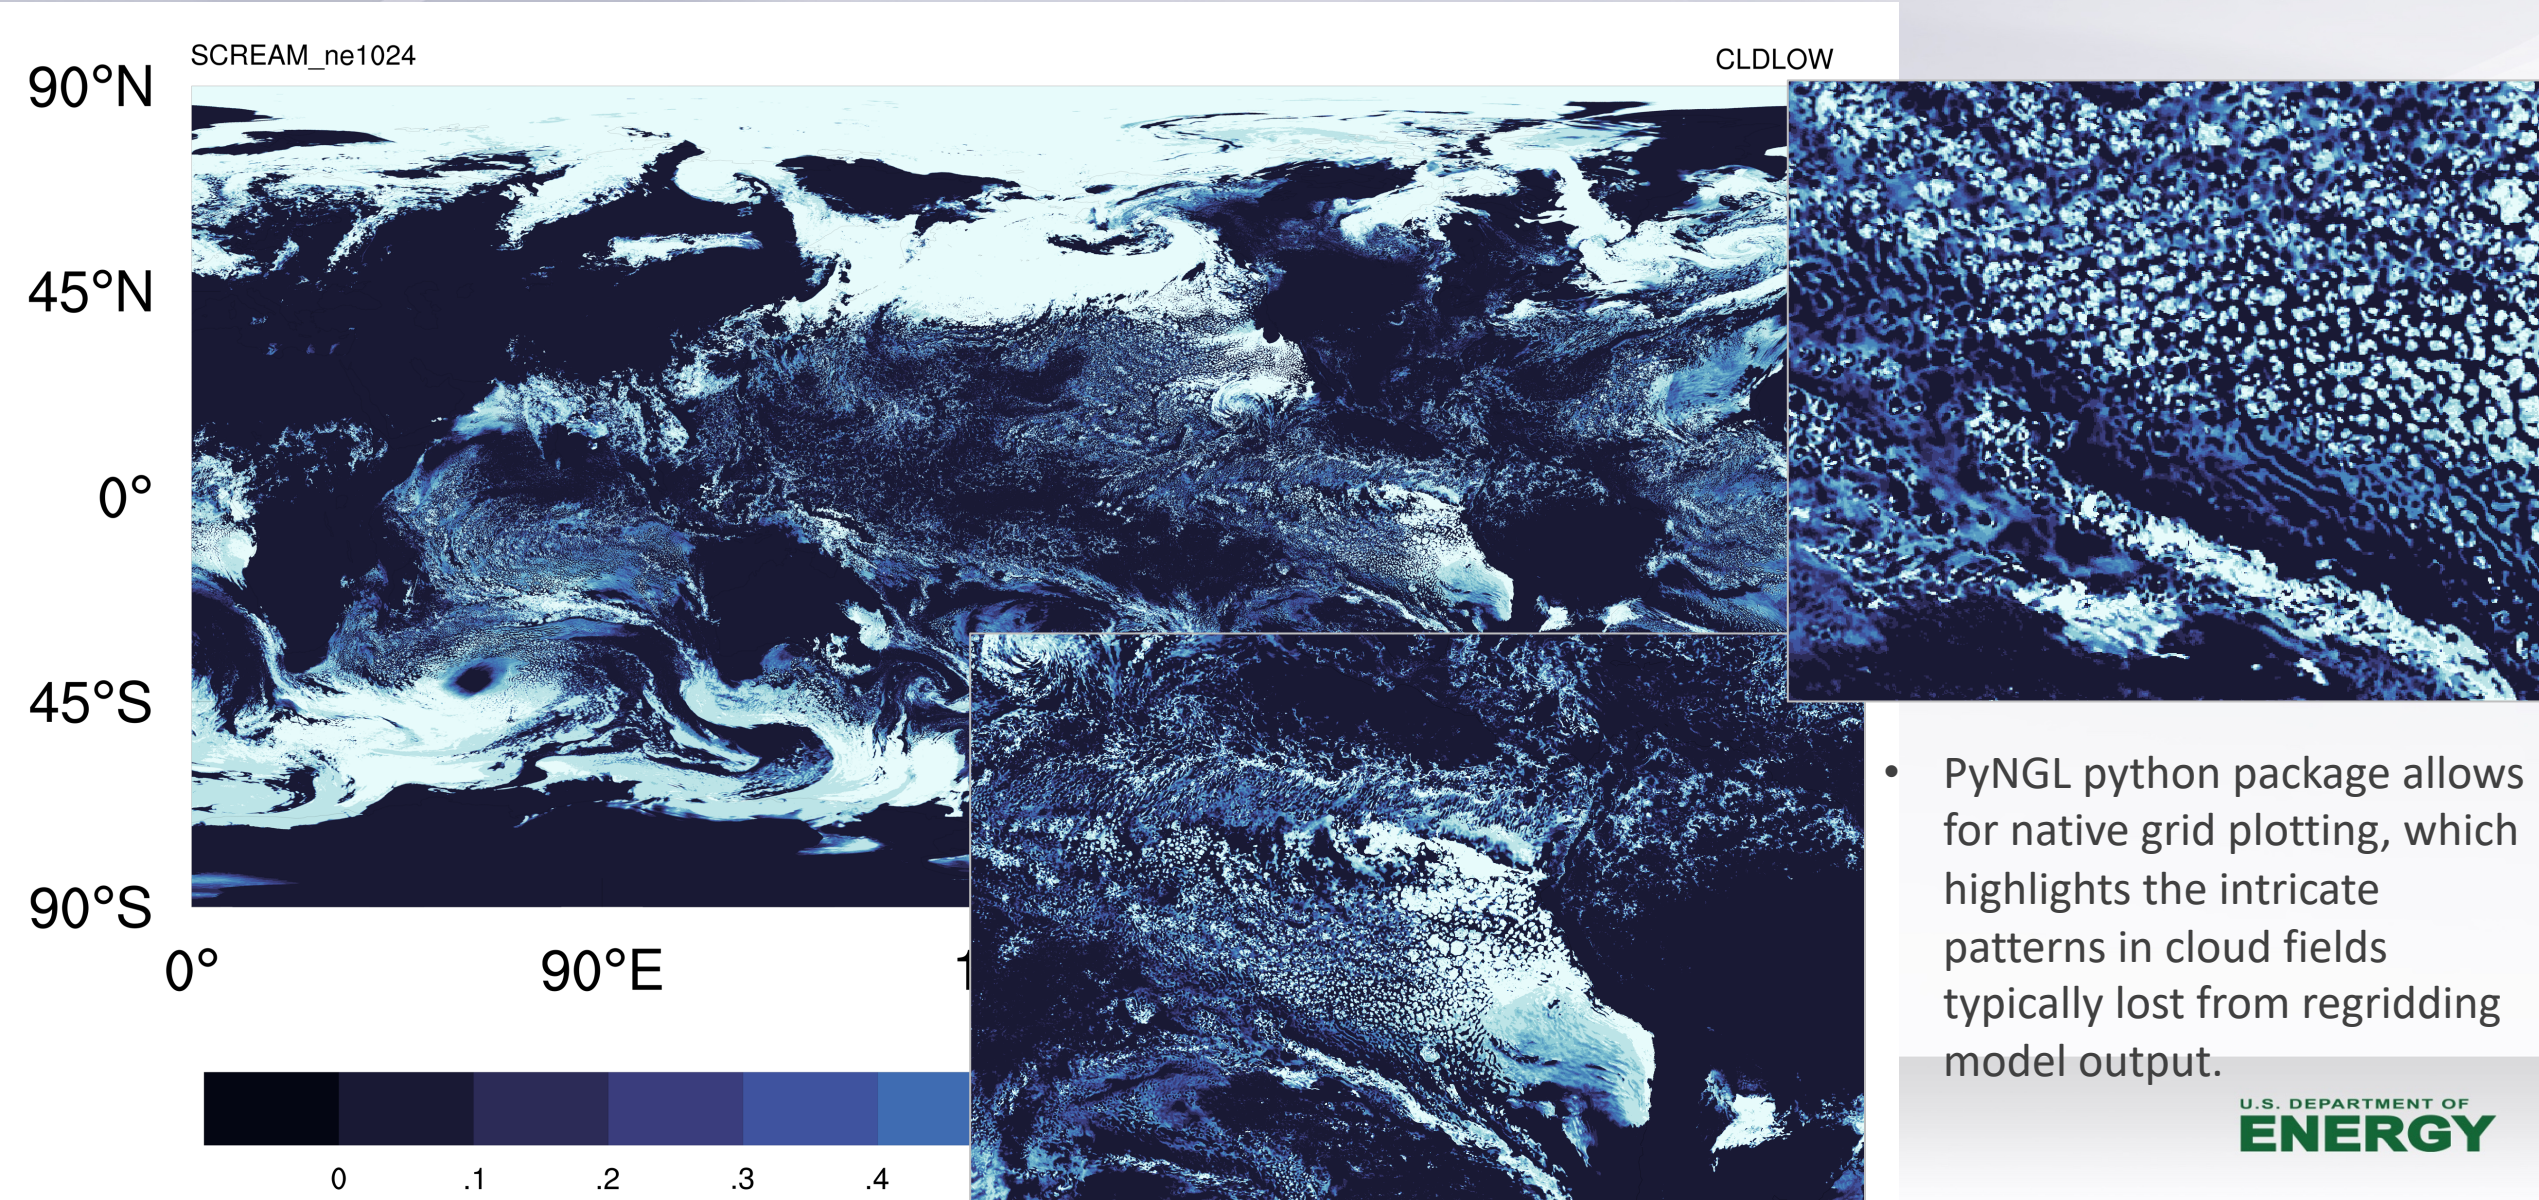 SCREAM_ne1024
CLDLOW
90°N
45°N
0°
45°S
90°S
0°
90°E
1
0
.1
.2
.3
.4
• PyNGL python package allows
for native grid plotting, which
highlights the intricate
patterns in cloud fields
typically lost from regridding
model output.
U.S. DEPARTMENT OF
ENERGY